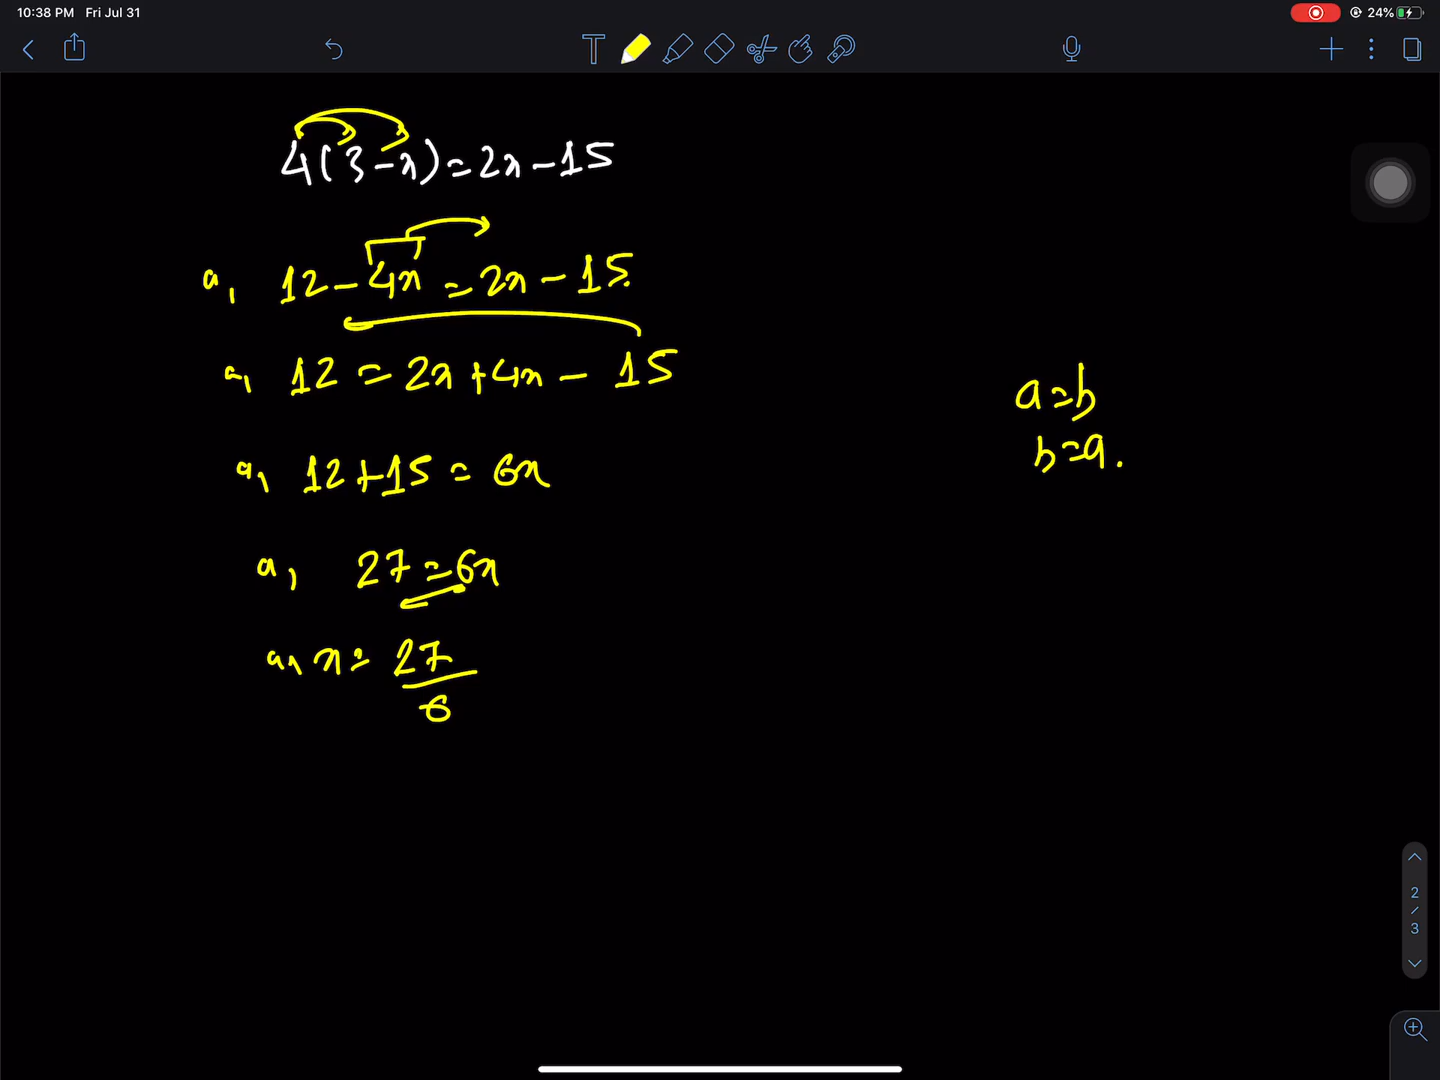 10:38 PM Fri Jul 31
24%
4(3-x)=2x-15
a, 12-4x=2x-15
a, 12=2x+4x-15
a, 12+15=6x
a, 27=6x
a, x=27/6
a=b
b=a.
2
/
3